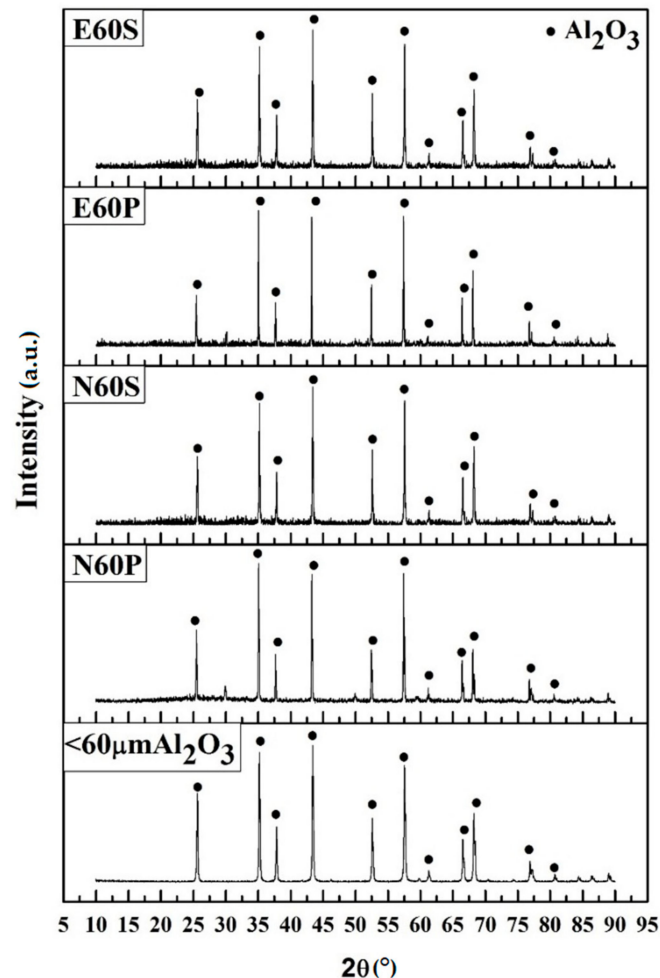 E60S
● Al₂O₃
E60P
N60S
N60P
<60μmAl₂O₃
Intensity (a.u.)
5 10 15 20 25 30 35 40 45 50 55 60 65 70 75 80 85 90 95
2θ (°)